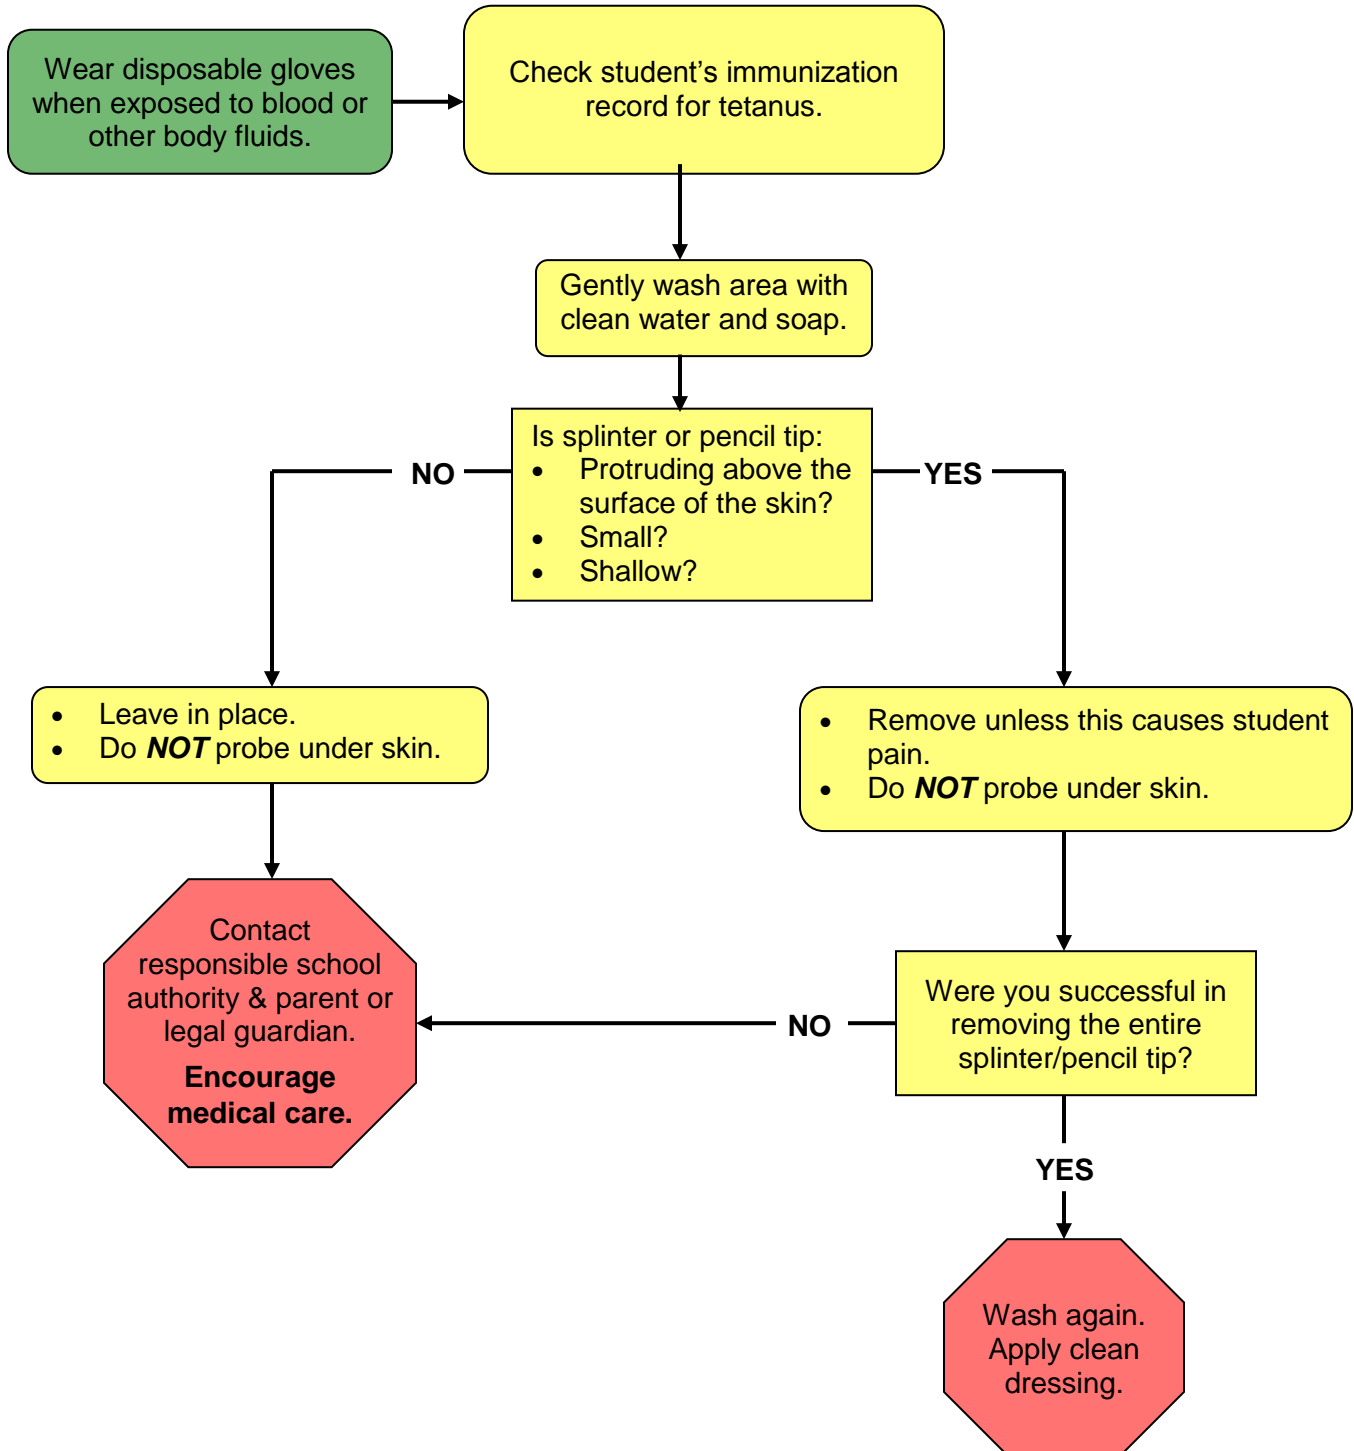 Wear disposable gloves
when exposed to blood or
other body fluids.
Check student’s immunization
record for tetanus.
Gently wash area with
clean water and soap.
Is splinter or pencil tip:
• Protruding above the
surface of the skin?
• Small?
• Shallow?
NO
YES
• Leave in place.
• Do NOT probe under skin.
• Remove unless this causes student
pain.
• Do NOT probe under skin.
Contact
responsible school
authority & parent or
legal guardian.
Encourage
medical care.
Were you successful in
removing the entire
splinter/pencil tip?
NO
YES
Wash again.
Apply clean
dressing.